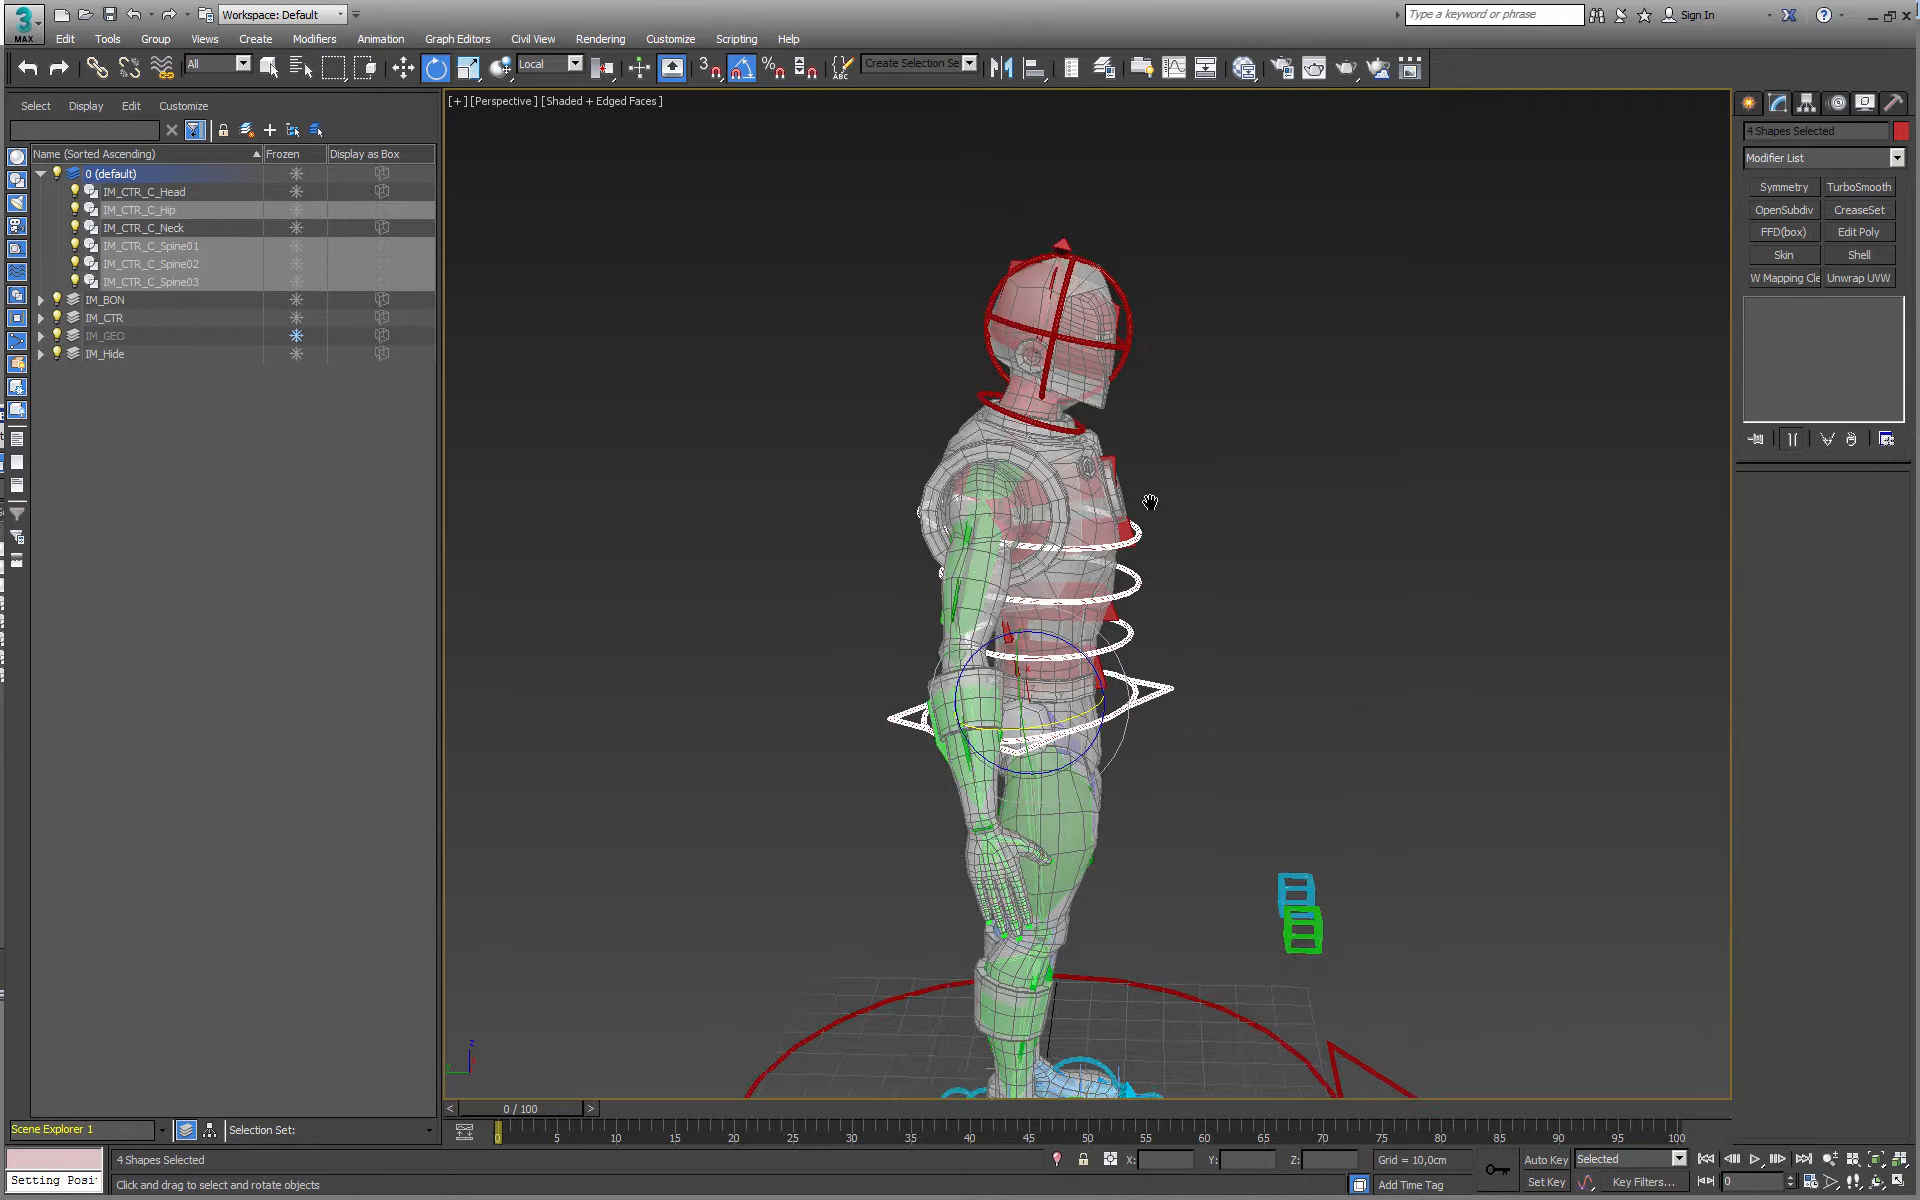 Workspace: Default
Type a keyword or phrase
Sign In
MAX
Edit Tools Group Views Create Modifiers Animation Graph Editors Civil View Rendering Customize Scripting Help
All
Local
3
ABC
Create Selection Se
Select Display Edit Customize
[+] [Perspective] [Shaded + Edged Faces]
Name (Sorted Ascending) Frozen Display as Box
0 (default)
IM_CTR_C_Head
IM_CTR_C_Hip
IM_CTR_C_Neck
IM_CTR_C_Spine01
IM_CTR_C_Spine02
IM_CTR_C_Spine03
IM_BON
IM_CTR
IM_GEO
IM_Hide
4 Shapes Selected
Modifier List
Symmetry TurboSmooth
OpenSubdiv CreaseSet
FFD(box) Edit Poly
Skin Shell
W Mapping Cle Unwrap UVW
z
x
y
0 / 100
Scene Explorer 1
Selection Set:
0 5 10 15 20 25 30 35 40 45 50 55 60 65 70 75 80 85 90 95 100
4 Shapes Selected
X: Y: Z: Grid = 10,0cm
Auto Key Selected
Setting Posi
Click and drag to select and rotate objects
Add Time Tag
Set Key Key Filters... 0